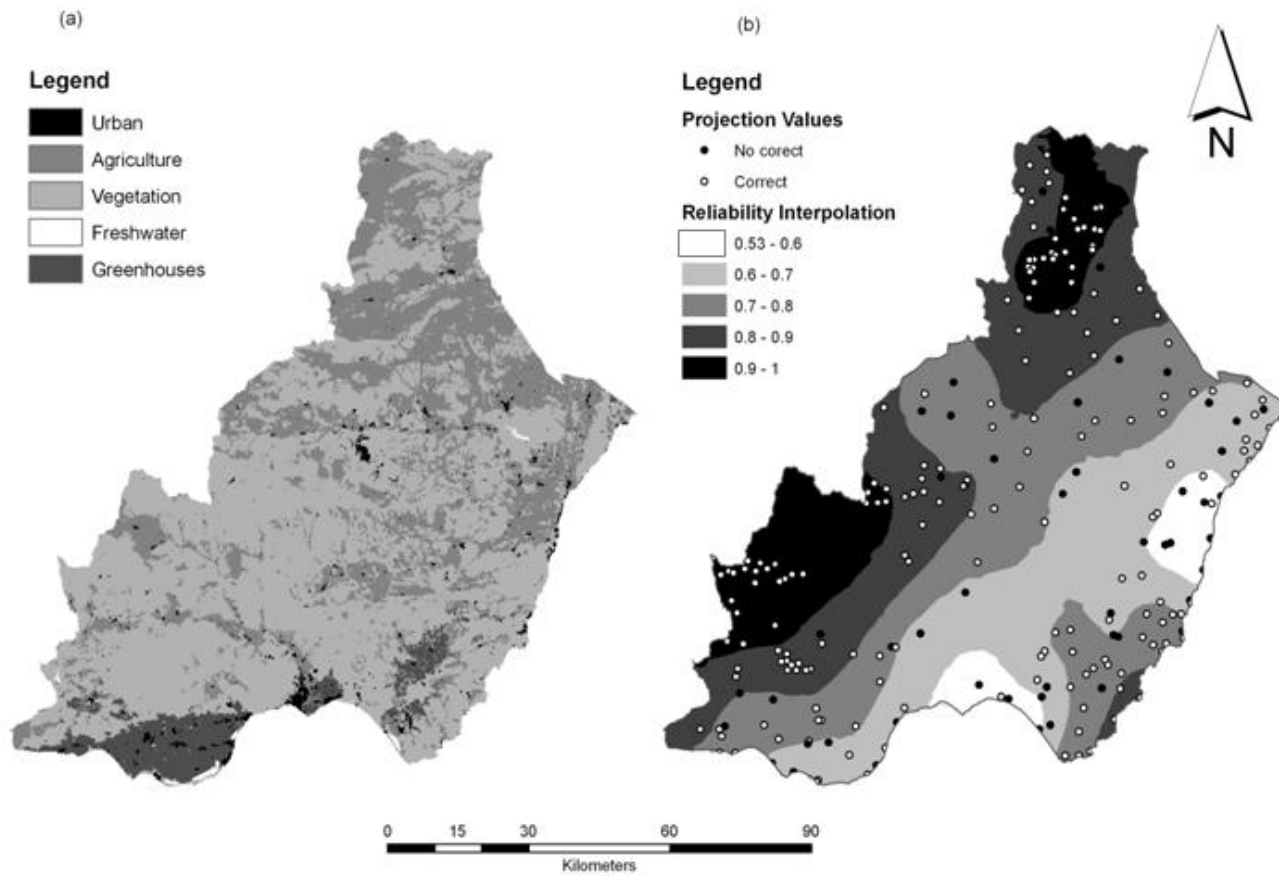 (a)
Legend
Urban
Agriculture
Vegetation
Freshwater
Greenhouses
(b)
Legend
Projection Values
No corect
Correct
Reliability Interpolation
0.53 - 0.6
0.6 - 0.7
0.7 - 0.8
0.8 - 0.9
0.9 - 1
N
0 15 30 60 90
Kilometers